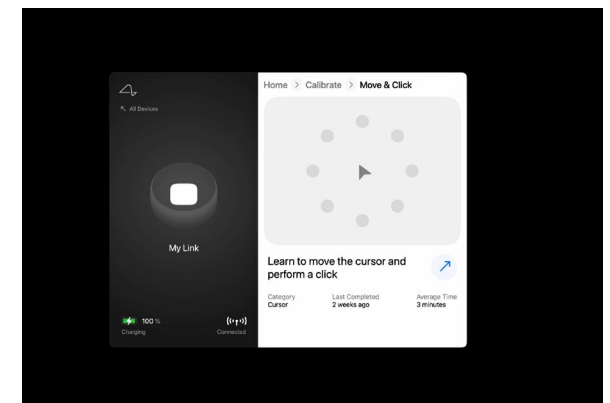 All Devices
My Link
100 %
Charging
Connected
Home > Calibrate > Move & Click
Learn to move the cursor and
perform a click
Category
Cursor
Last Completed
2 weeks ago
Average Time
3 minutes